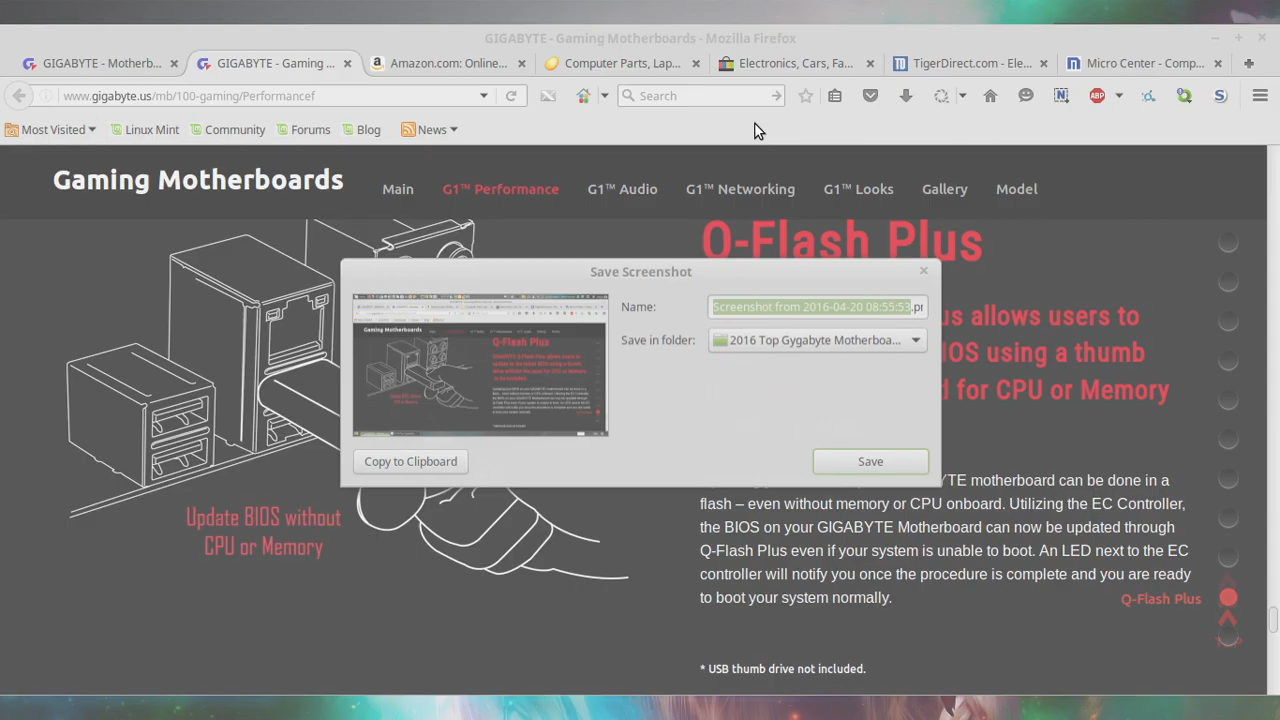 GIGABYTE - Gaming Motherboards - Mozilla Firefox
GIGABYTE - Motherb...
GIGABYTE - Gaming ...
Amazon.com: Online...
Computer Parts, Lap...
Electronics, Cars, Fa...
TigerDirect.com - Ele...
Micro Center - Comp...
www.gigabyte.us/mb/100-gaming/Performancef
Search
ABP
Most Visited
Linux Mint
Community
Forums
Blog
News
Gaming Motherboards
Main
G1™ Performance
G1™ Audio
G1™ Networking
G1™ Looks
Gallery
Model
Q-Flash Plus
us allows users to
IOS using a thumb
d for CPU or Memory
Save Screenshot
Name:
Screenshot from 2016-04-20 08:55:53.pr
Save in folder:
2016 Top Gygabyte Motherboa...
Copy to Clipboard
Save
Update BIOS without
CPU or Memory
YTE motherboard can be done in a
flash – even without memory or CPU onboard. Utilizing the EC Controller,
the BIOS on your GIGABYTE Motherboard can now be updated through
Q-Flash Plus even if your system is unable to boot. An LED next to the EC
controller will notify you once the procedure is complete and you are ready
to boot your system normally.
Q-Flash Plus
* USB thumb drive not included.